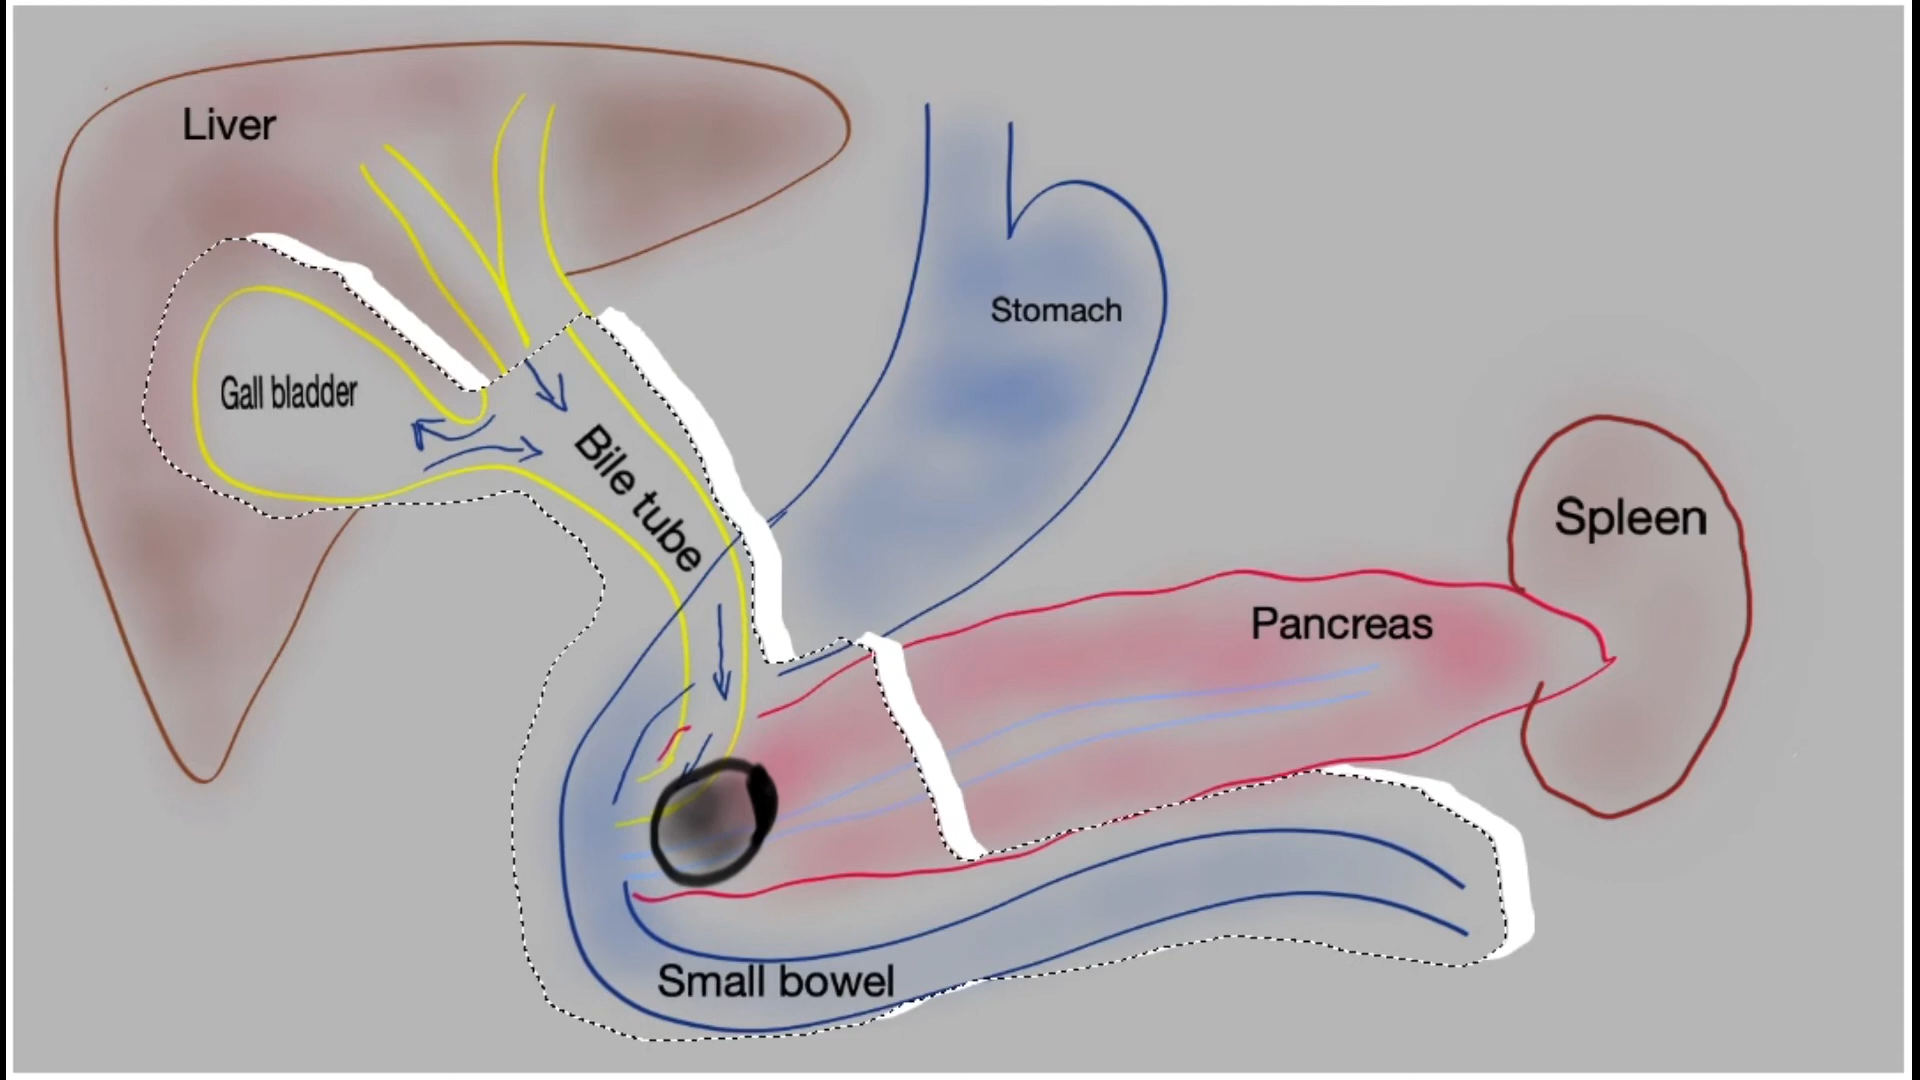 Liver
Stomach
Gall bladder
Bile tube
Spleen
Pancreas
Small bowel